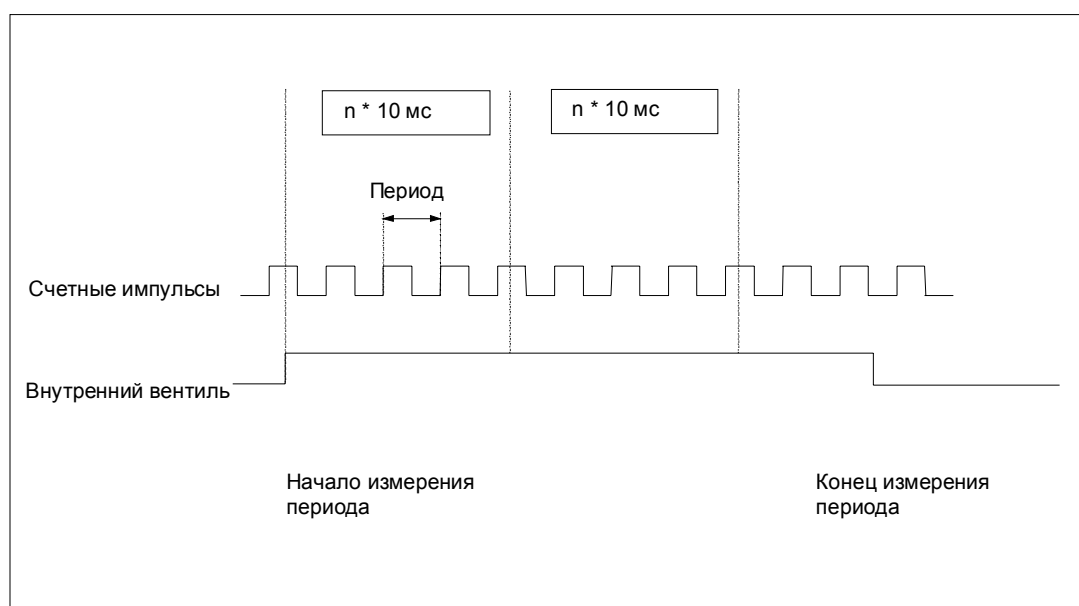 n * 10 мс
n * 10 мс
Период
Счетные импульсы
Внутренний вентиль
Начало измерения
периода
Конец измерения
периода